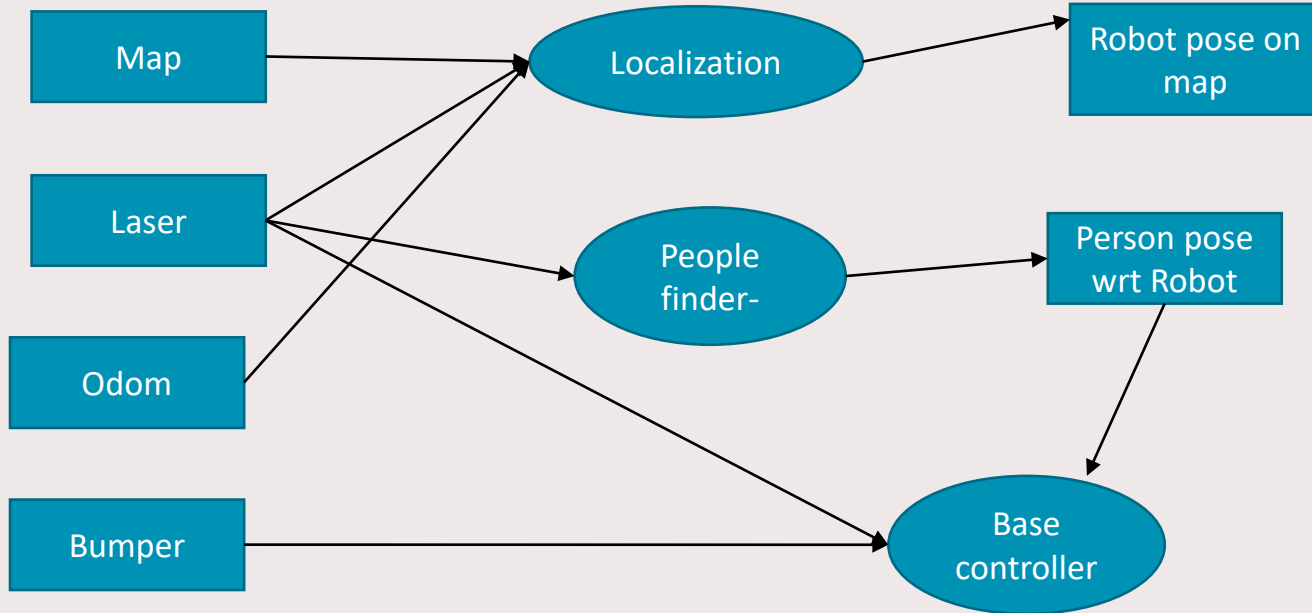 Map
Localization
Robot pose on
map
Laser
People
finder-
Person pose
wrt Robot
Odom
Bumper
Base
controller